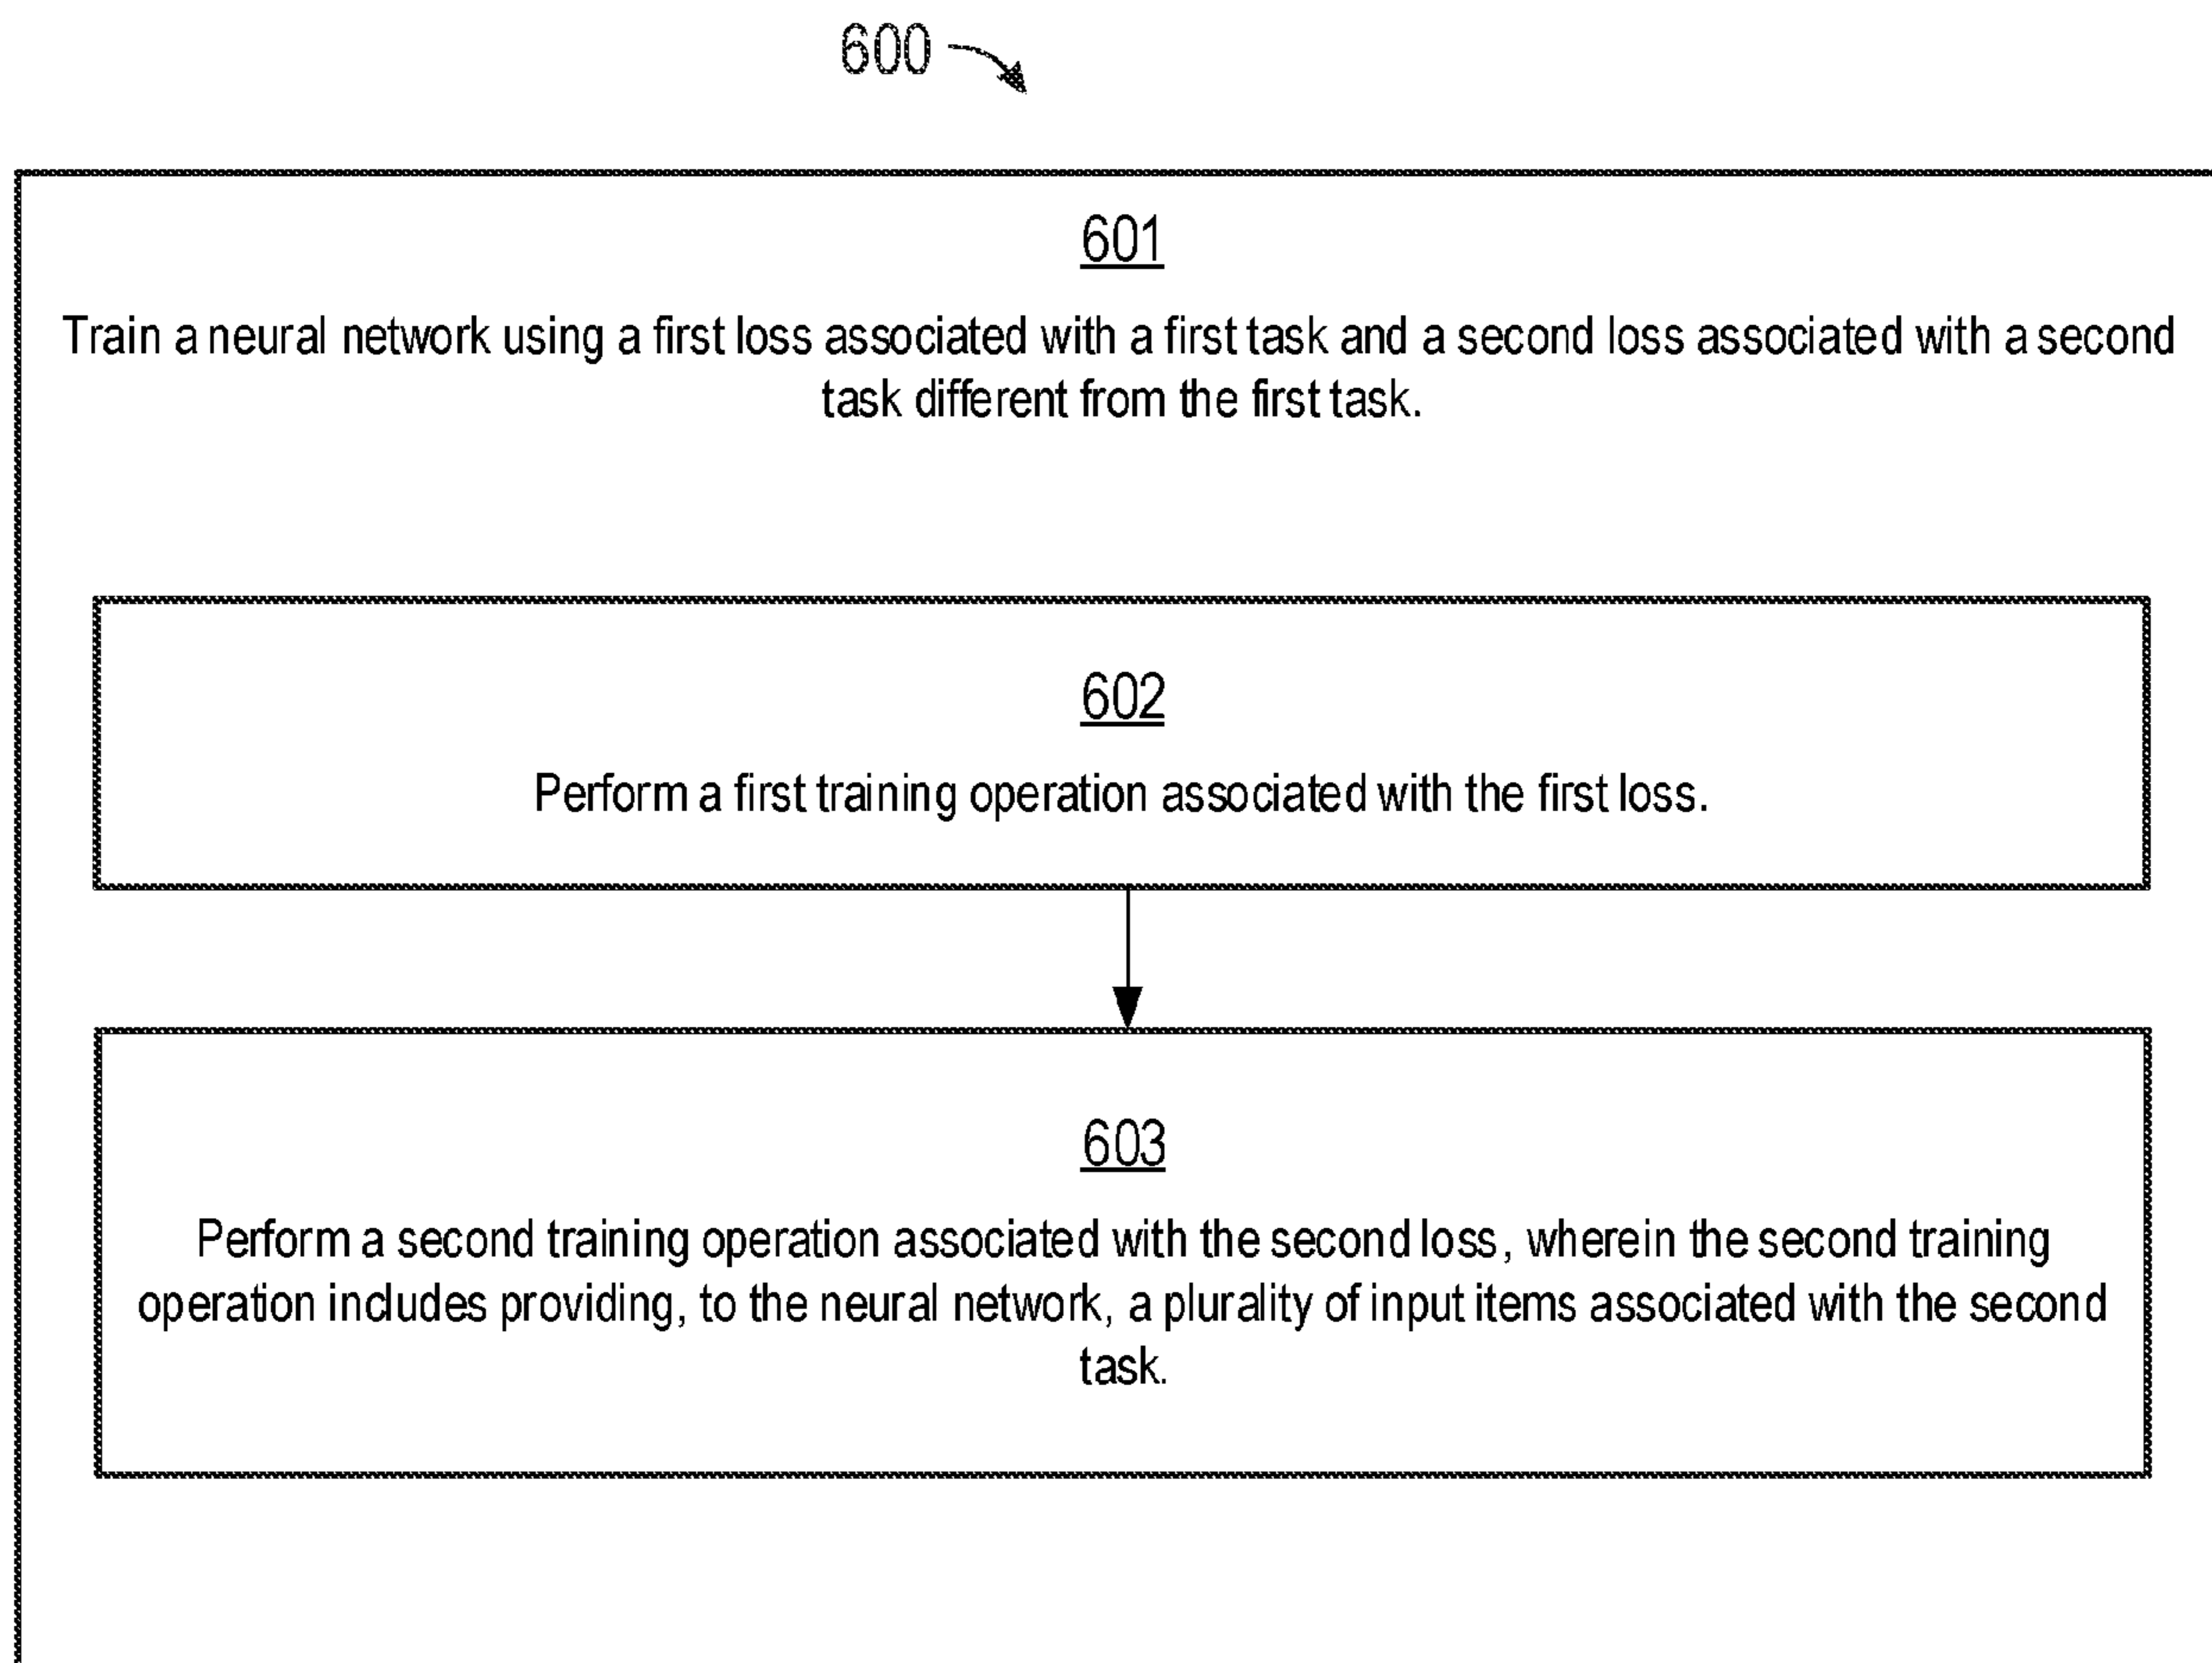 600
601
Train a neural network using a first loss associated with a first task and a second loss associated with a second
task different from the first task.
602
Perform a first training operation associated with the first loss.
603
Perform a second training operation associated with the second loss, wherein the second training
operation includes providing, to the neural network, a plurality of input items associated with the second
task.